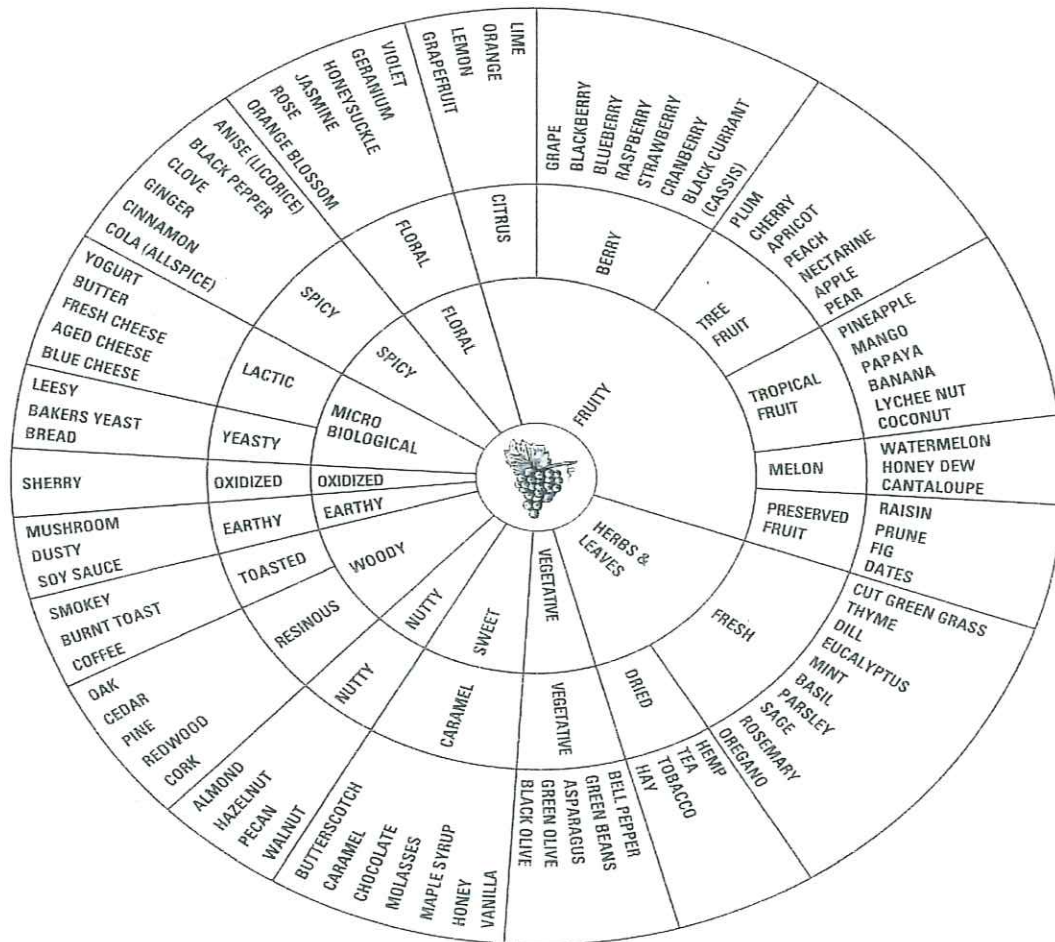 FRUITY
CITRUS
LIME
ORANGE
LEMON
GRAPEFRUIT
BERRY
GRAPE
BLACKBERRY
BLUEBERRY
RASPBERRY
STRAWBERRY
CRANBERRY
BLACK CURRANT
(CASSIS)
TREE
FRUIT
PLUM
CHERRY
APRICOT
PEACH
NECTARINE
APPLE
PEAR
TROPICAL
FRUIT
PINEAPPLE
MANGO
PAPAYA
BANANA
LYCHEE NUT
COCONUT
MELON
WATERMELON
HONEY DEW
CANTALOUPE
PRESERVED
FRUIT
RAISIN
PRUNE
FIG
DATES
HERBS &
LEAVES
FRESH
CUT GREEN GRASS
THYME
DILL
EUCALYPTUS
MINT
BASIL
PARSLEY
SAGE
ROSEMARY
OREGANO
DRIED
HEMP
TEA
TOBACCO
HAY
VEGETATIVE
VEGETATIVE
BELL PEPPER
GREEN BEANS
ASPARAGUS
GREEN OLIVE
BLACK OLIVE
SWEET
CARAMEL
BUTTERSCOTCH
CARAMEL
CHOCOLATE
MOLASSES
MAPLE SYRUP
HONEY
VANILLA
NUTTY
NUTTY
ALMOND
HAZELNUT
PECAN
WALNUT
WOODY
RESINOUS
OAK
CEDAR
PINE
REDWOOD
CORK
TOASTED
SMOKEY
BURNT TOAST
COFFEE
EARTHY
EARTHY
MUSHROOM
DUSTY
SOY SAUCE
OXIDIZED
OXIDIZED
SHERRY
MICRO
BIOLOGICAL
YEASTY
LEESY
BAKERS YEAST
BREAD
LACTIC
YOGURT
BUTTER
FRESH CHEESE
AGED CHEESE
BLUE CHEESE
SPICY
SPICY
ANISE (LICORICE)
BLACK PEPPER
CLOVE
GINGER
CINNAMON
COLA (ALLSPICE)
FLORAL
FLORAL
VIOLET
GERANIUM
HONEYSUCKLE
JASMINE
ROSE
ORANGE BLOSSOM